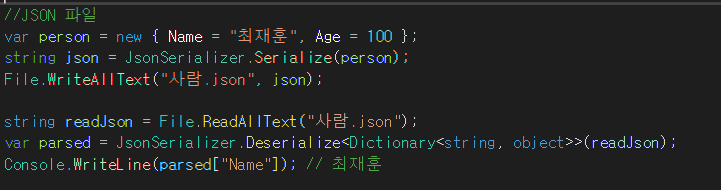 //JSON 파일
var person = new { Name = "최재훈", Age = 100 };
string json = JsonSerializer.Serialize(person);
File.WriteAllText("사람.json", json);
string readJson = File.ReadAllText("사람.json");
var parsed = JsonSerializer.Deserialize<Dictionary<string, object>>(readJson);
Console.WriteLine(parsed["Name"]); // 최재훈